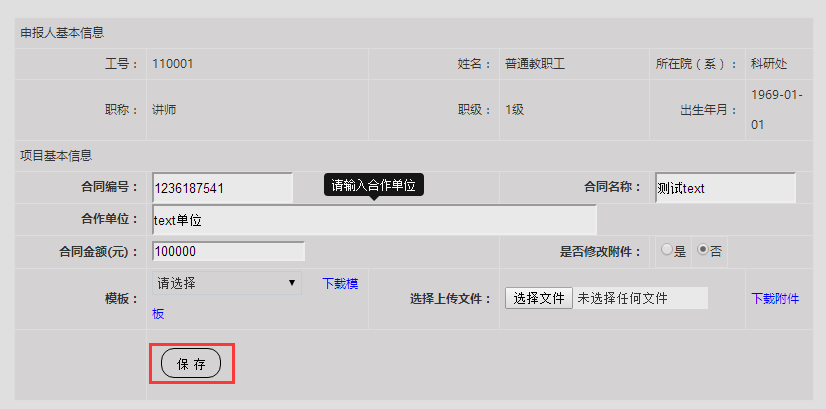 申报人基本信息
工号： 110001 姓名： 普通教职工 所在院（系）： 科研处
职称： 讲师 职级： 1级 出生年月： 1969-01-
01
项目基本信息
合同编号： 1236187541 请输入合作单位 合同名称： 测试text
合作单位： text单位
合同金额(元)： 100000 是否修改附件： 是 否
模板： 请选择 下载模
板 选择上传文件： 选择文件 未选择任何文件 下载附件
保 存